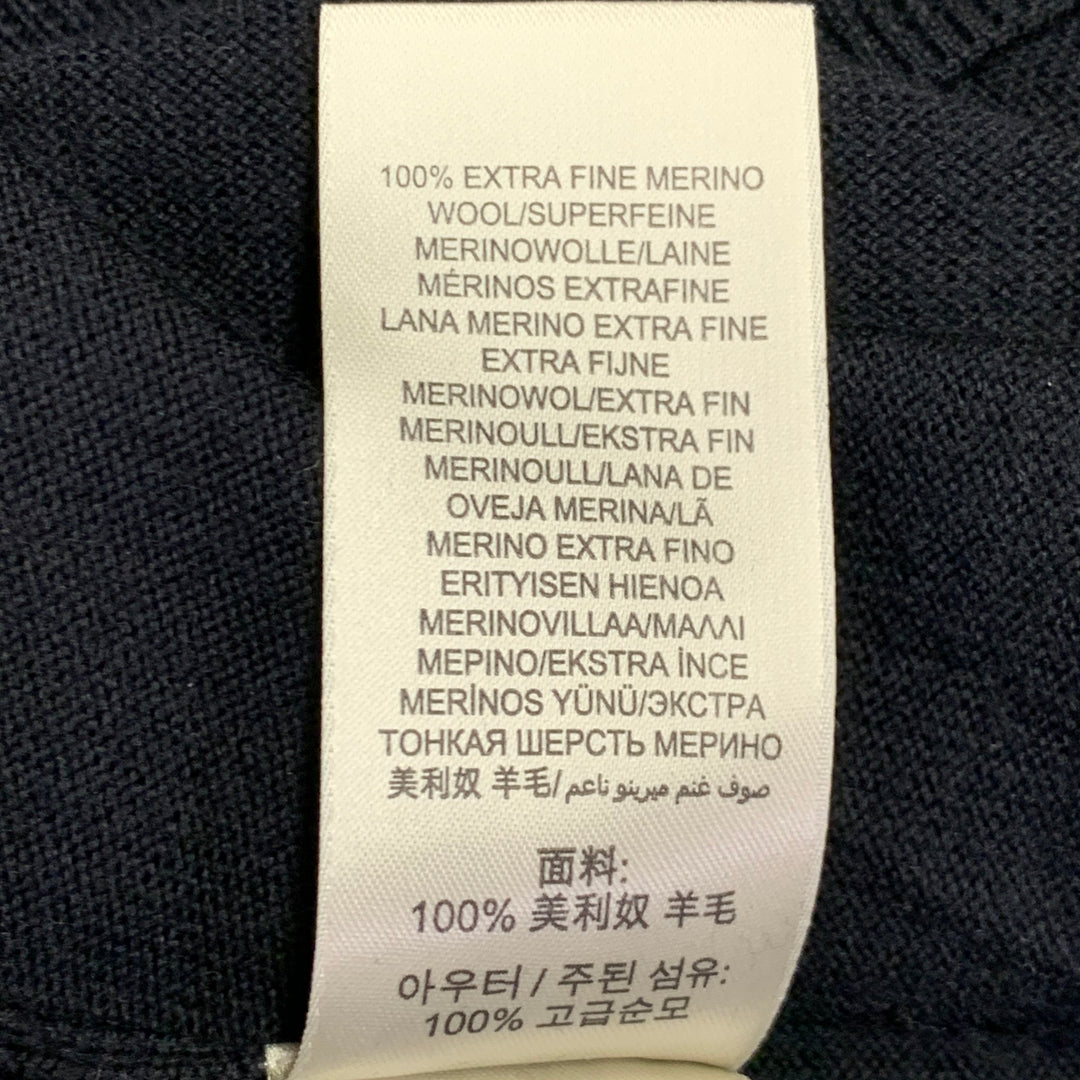 100% EXTRA FINE MERINO
WOOL/SUPERFEINE
MERINOWOLLE/LAINE
MÉRINOS EXTRAFINE
LANA MERINO EXTRA FINE
EXTRA FIJNE
MERINOWOL/EXTRA FIN
MERINOULL/EKSTRA FIN
MERINOULL/LANA DE
OVEJA MERINA/LÃ
MERINO EXTRA FINO
ERITYISEN HIENOA
MERINOVILLAA/ΜΑΛΛΙ
ΜΕΡΙΝΟ/EKSTRA İNCE
MERİNOS YÜNÜ/ЭКСТРА
ТОНКАЯ ШЕРСТЬ МЕРИНО
美利奴 羊毛/صوف غنم ميرينو ناعم
面料:
100% 美利奴 羊毛
아우터 / 주된 섬유:
100% 고급순모